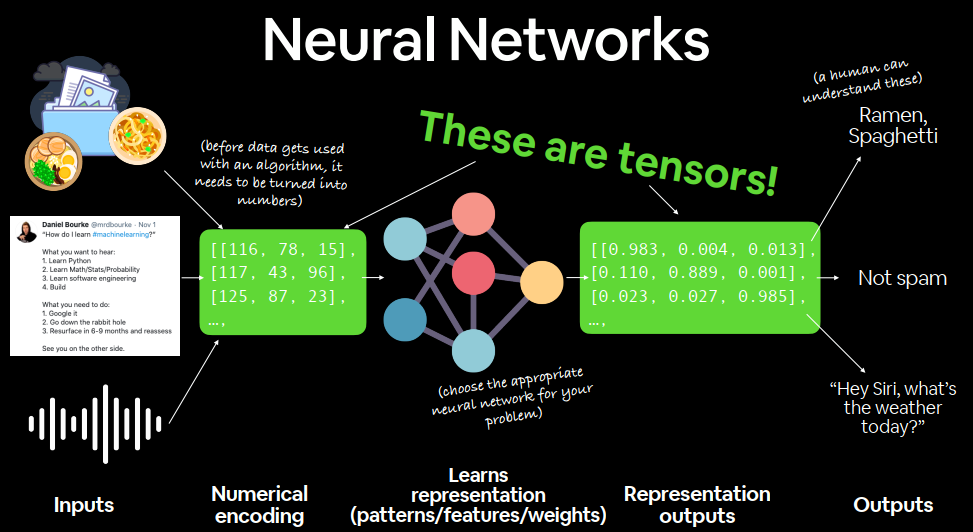 Neural Networks
(a human can
understand these)
Ramen,
Spaghetti
These are tensors!
(before data gets used
with an algorithm, it
needs to be turned into
numbers)
Daniel Bourke @mrdbourke · Nov 1
"How do I learn #machinelearning?"
What you want to hear:
1. Learn Python
2. Learn Math/Stats/Probability
3. Learn software engineering
4. Build
What you need to do:
1. Google it
2. Go down the rabbit hole
3. Resurface in 6-9 months and reassess
See you on the other side.
[[116, 78, 15],
[117, 43, 96],
[125, 87, 23],
…,
[[0.983, 0.004, 0.013],
[0.110, 0.889, 0.001],
[0.023, 0.027, 0.985],
…,
Not spam
(choose the appropriate
neural network for your
problem)
“Hey Siri, what’s
the weather
today?”
Inputs
Numerical
encoding
Learns
representation
(patterns/features/weights)
Representation
outputs
Outputs